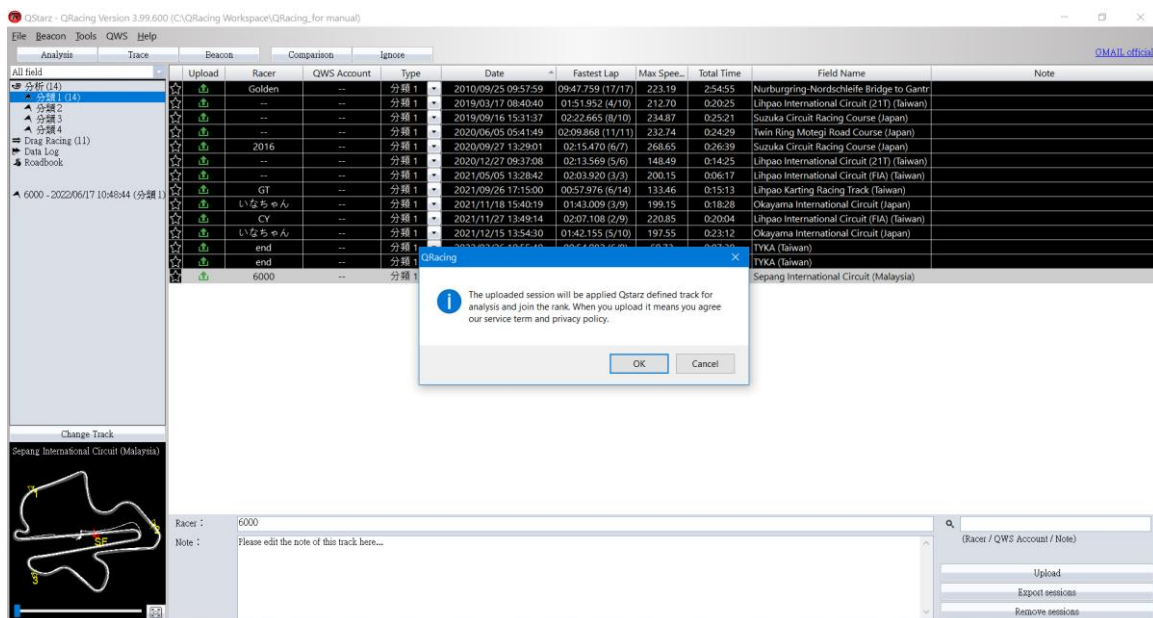 QStarz - QRacing Version 3.99.600 (C:\QRacing Workspace\QRacing_for manual)
File Beacon Tools QWS Help
Analysis Trace Beacon Comparison Ignore GMAIL official
All field
分析 (14)
分類1 (14)
分類2
分類3
分類4
Drag Racing (11)
Data Log
Roadbook
6000 - 2022/06/17 10:48:44 (分類 1)
Upload Racer QWS Account Type Date Fastest Lap Max Spee... Total Time Field Name Note
Golden -- 分類 1 2010/09/25 09:57:59 09:47.759 (17/17) 223.19 2:54:55 Nurburgring-Nordschleife Bridge to Gantr
-- -- 分類 1 2019/03/17 08:40:40 01:51.952 (4/10) 212.70 0:20:25 Lihpao International Circuit (21T) (Taiwan)
-- -- 分類 1 2019/09/16 15:31:37 02:22.665 (8/10) 234.87 0:25:21 Suzuka Circuit Racing Course (Japan)
-- -- 分類 1 2020/06/05 05:41:49 02:09.868 (11/11) 232.74 0:24:29 Twin Ring Motegi Road Course (Japan)
2016 -- 分類 1 2020/09/27 13:29:01 02:15.470 (6/7) 268.65 0:26:39 Suzuka Circuit Racing Course (Japan)
-- -- 分類 1 2020/12/27 09:37:08 02:13.569 (5/6) 148.49 0:14:25 Lihpao International Circuit (21T) (Taiwan)
-- -- 分類 1 2021/05/05 13:28:42 02:03.920 (3/3) 200.15 0:06:17 Lihpao International Circuit (FIA) (Taiwan)
GT -- 分類 1 2021/09/26 17:15:00 00:57.976 (6/14) 133.46 0:15:13 Lihpao Karting Racing Track (Taiwan)
いなちゃん -- 分類 1 2021/11/18 15:40:19 01:43.009 (3/9) 199.15 0:18:28 Okayama International Circuit (Japan)
CY -- 分類 1 2021/11/27 13:49:14 02:07.108 (2/9) 220.85 0:20:04 Lihpao International Circuit (FIA) (Taiwan)
いなちゃん -- 分類 1 2021/12/15 13:54:30 01:42.155 (5/10) 197.55 0:23:12 Okayama International Circuit (Japan)
end -- 分類 1 TYKA (Taiwan)
end -- 分類 1 TYKA (Taiwan)
6000 -- 分類 1 Sepang International Circuit (Malaysia)
QRacing
The uploaded session will be applied Qstarz defined track for
analysis and join the rank. When you upload it means you agree
our service term and privacy policy.
OK Cancel
Change Track
Sepang International Circuit (Malaysia)
SF
Racer : 6000
Note : Please edit the note of this track here...
(Racer / QWS Account / Note)
Upload
Export sessions
Remove sessions